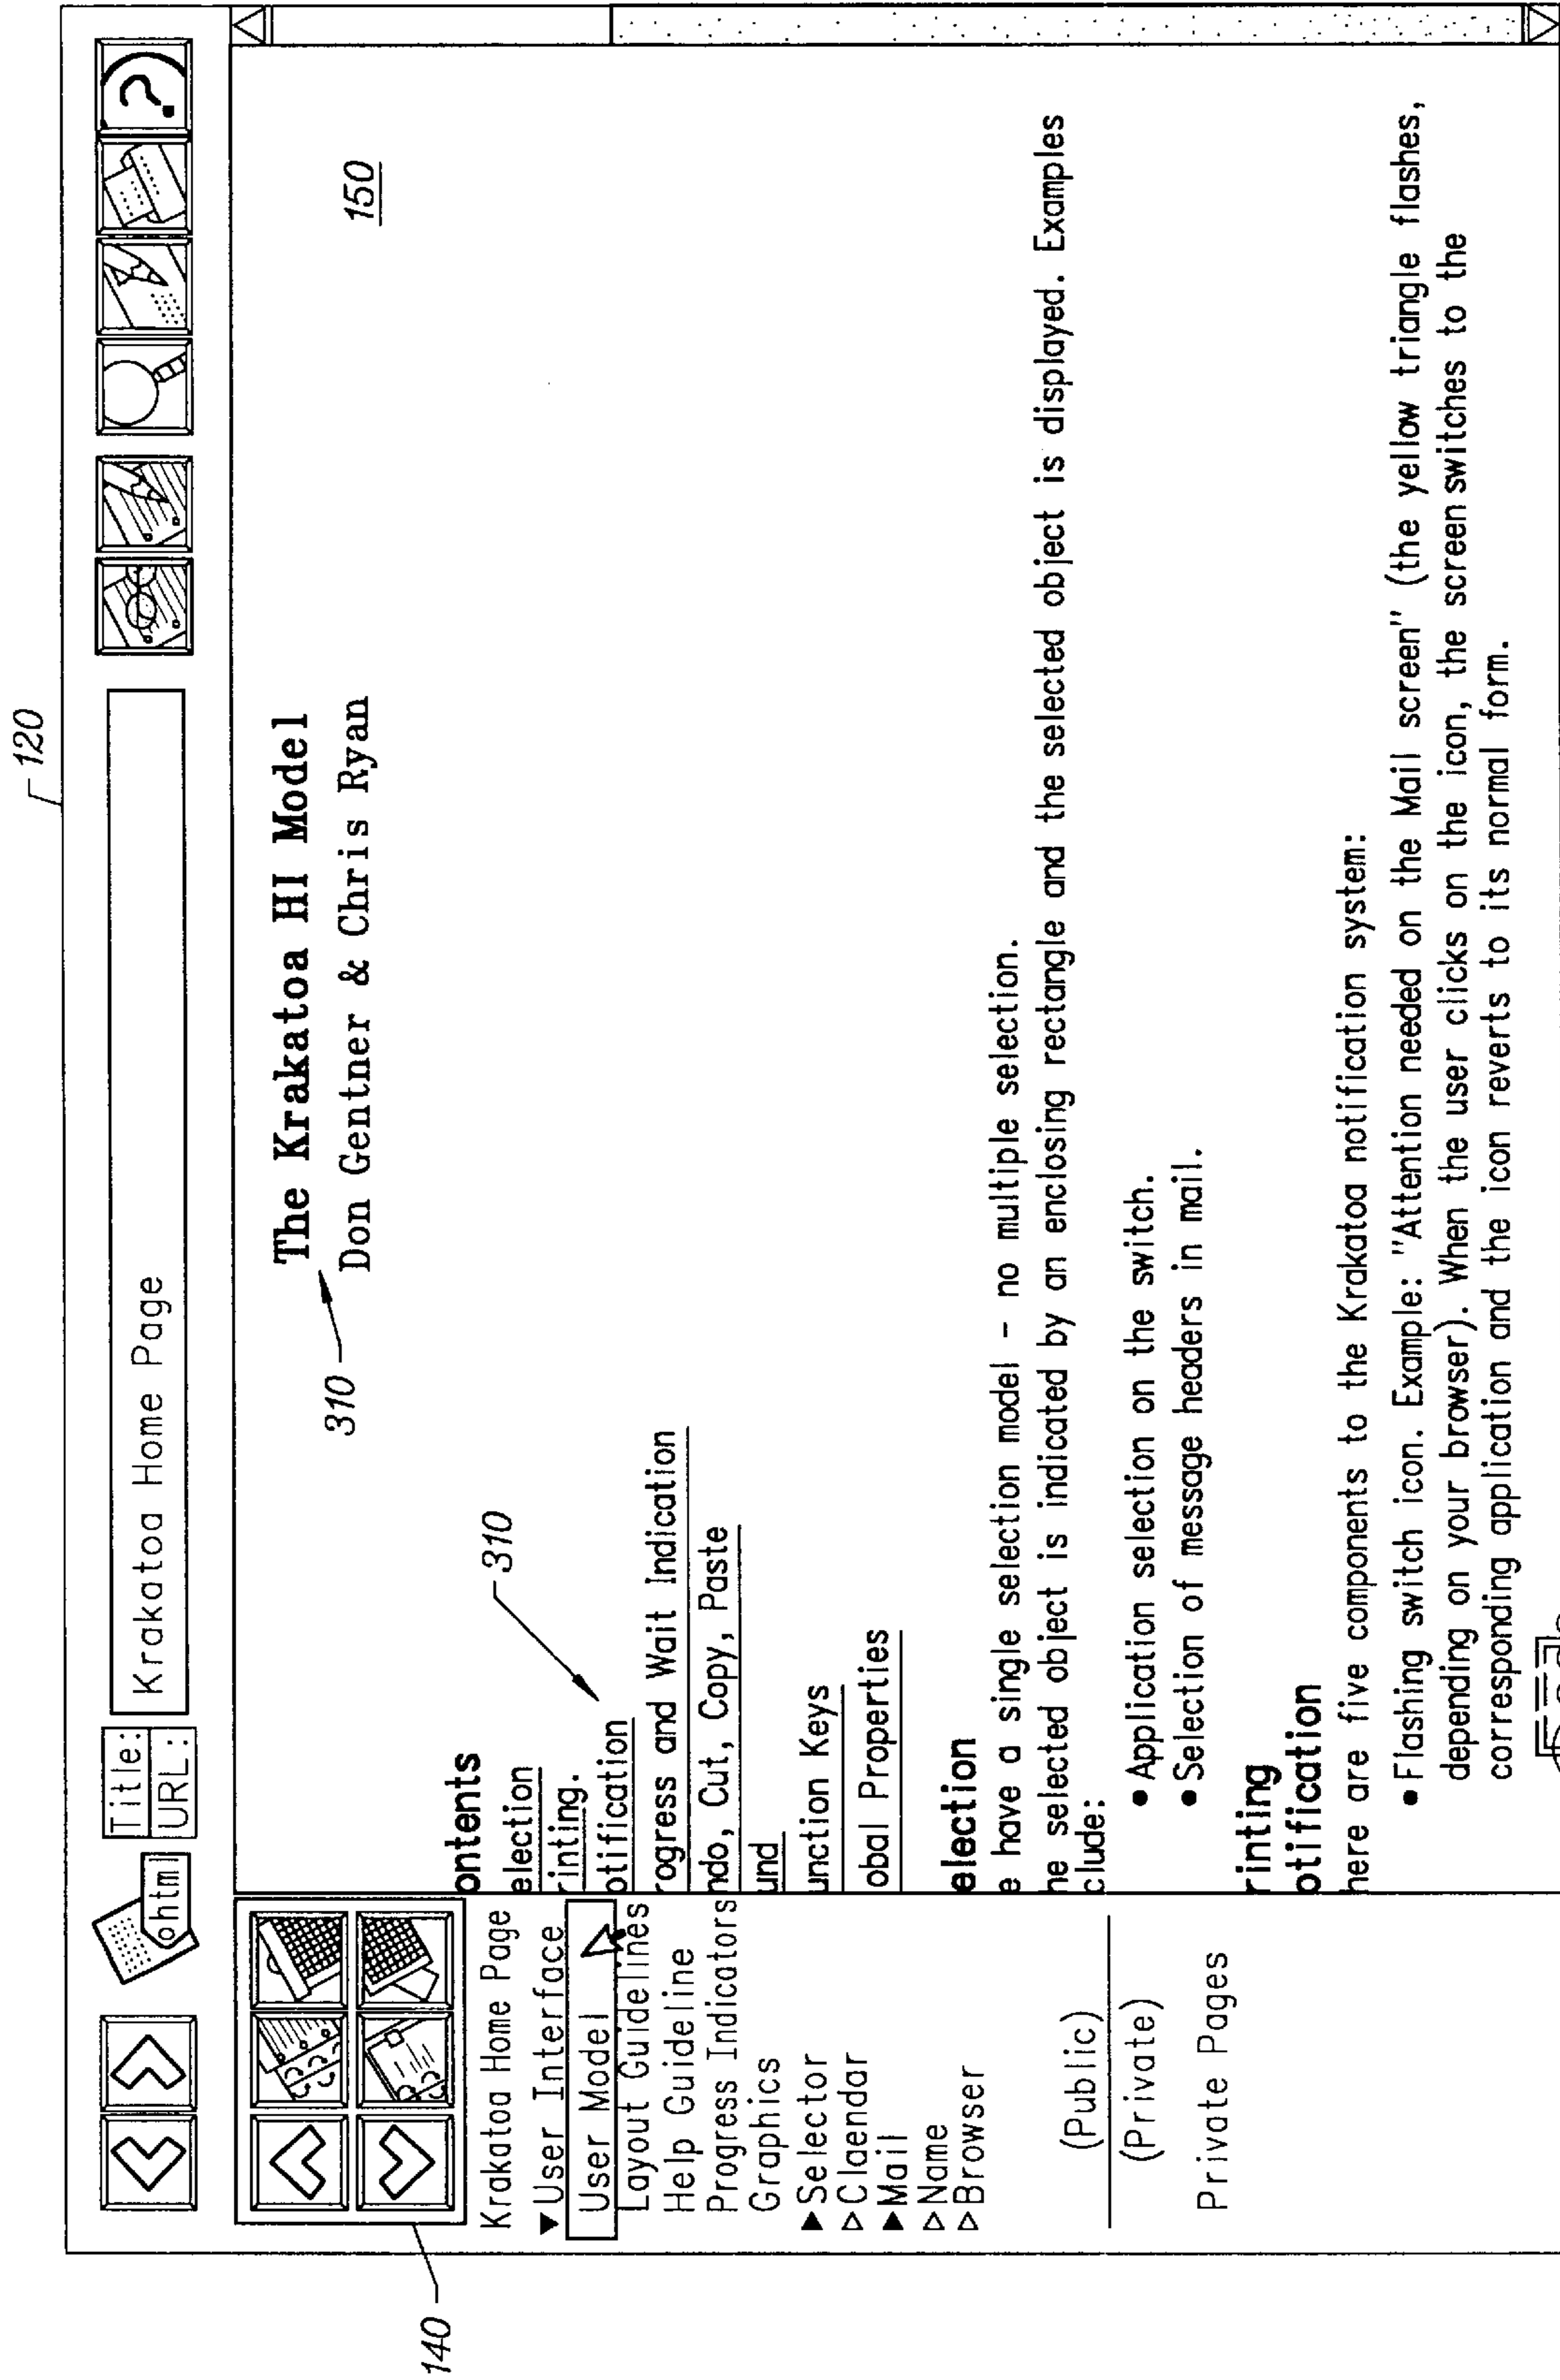 120
ohtml
Title:
URL:
Krakatoa Home Page
?
140
Krakatoa Home Page
▼User Interface
User Model
Layout Guidelines
Help Guideline
Progress Indicators
Graphics
▶Selector
▷Claendar
▶Mail
▷Name
▷Browser
(Public)
(Private)
Private Pages
150
The Krakatoa HI Model
310
Don Gentner & Chris Ryan
ontents
election
rinting.
otification
310
rogress and Wait Indication
ndo, Cut, Copy, Paste
und
unction Keys
obal Properties
election
e have a single selection model - no multiple selection.
he selected object is indicated by an enclosing rectangle and the selected object is displayed. Examples
clude:
• Application selection on the switch.
• Selection of message headers in mail.
rinting
otification
here are five components to the Krakatoa notification system:
• Flashing switch icon. Example: "Attention needed on the Mail screen" (the yellow triangle flashes,
depending on your browser). When the user clicks on the icon, the screen switches to the
corresponding application and the icon reverts to its normal form.